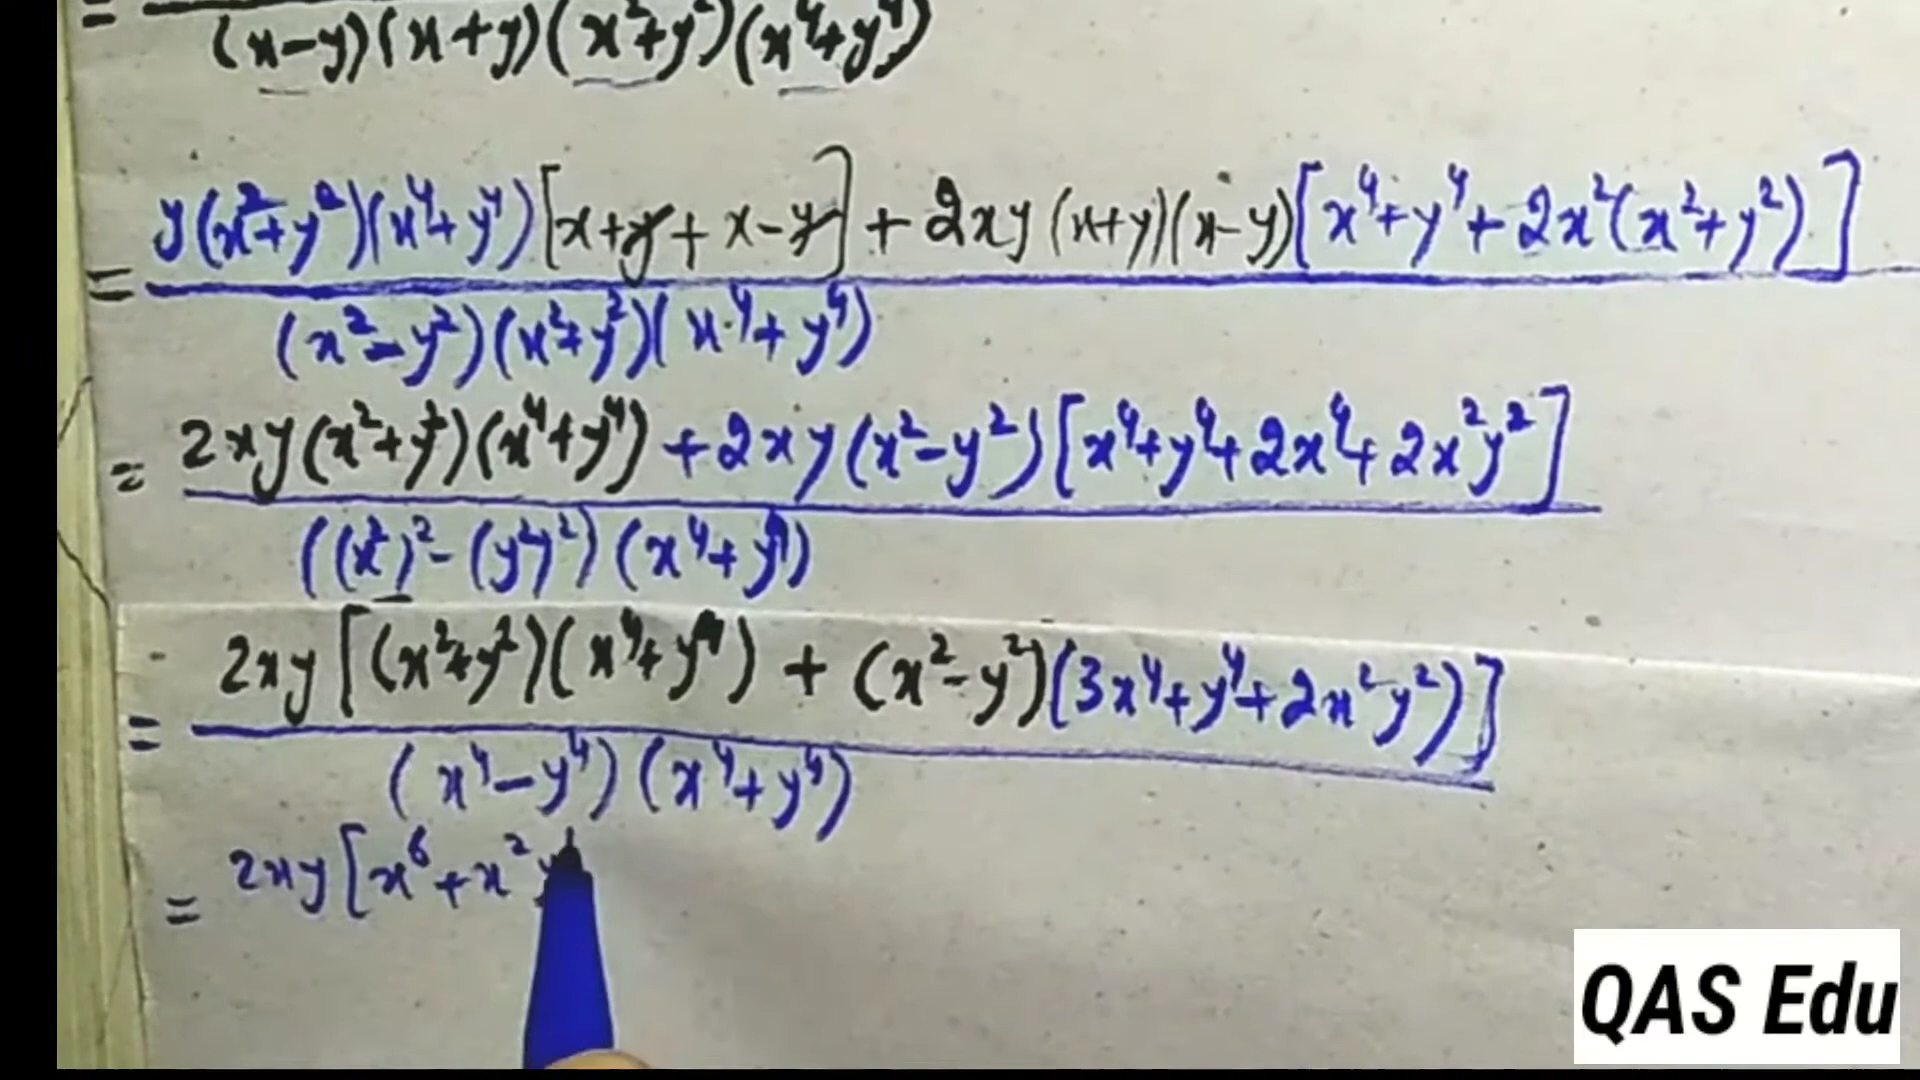 =
(x-y)(x+y)(x²+y²)(x⁴+y⁴)
= y(x²+y²)(x⁴+y⁴)[x+y+x-y] + 2xy(x+y)(x-y)[x⁴+y⁴+2x²(x²+y²)]
(x²-y²)(x²+y²)(x⁴+y⁴)
= 2xy(x²+y²)(x⁴+y⁴)+2xy(x²-y²)[x⁴+y⁴+2x⁴+2x²y²]
((x²)²-(y²)²)(x⁴+y⁴)
= 2xy[(x²+y²)(x⁴+y⁴)+(x²-y²)(3x⁴+y⁴+2x²y²)]
(x⁴-y⁴)(x⁴+y⁴)
= 2xy[x⁶+x²
QAS Edu